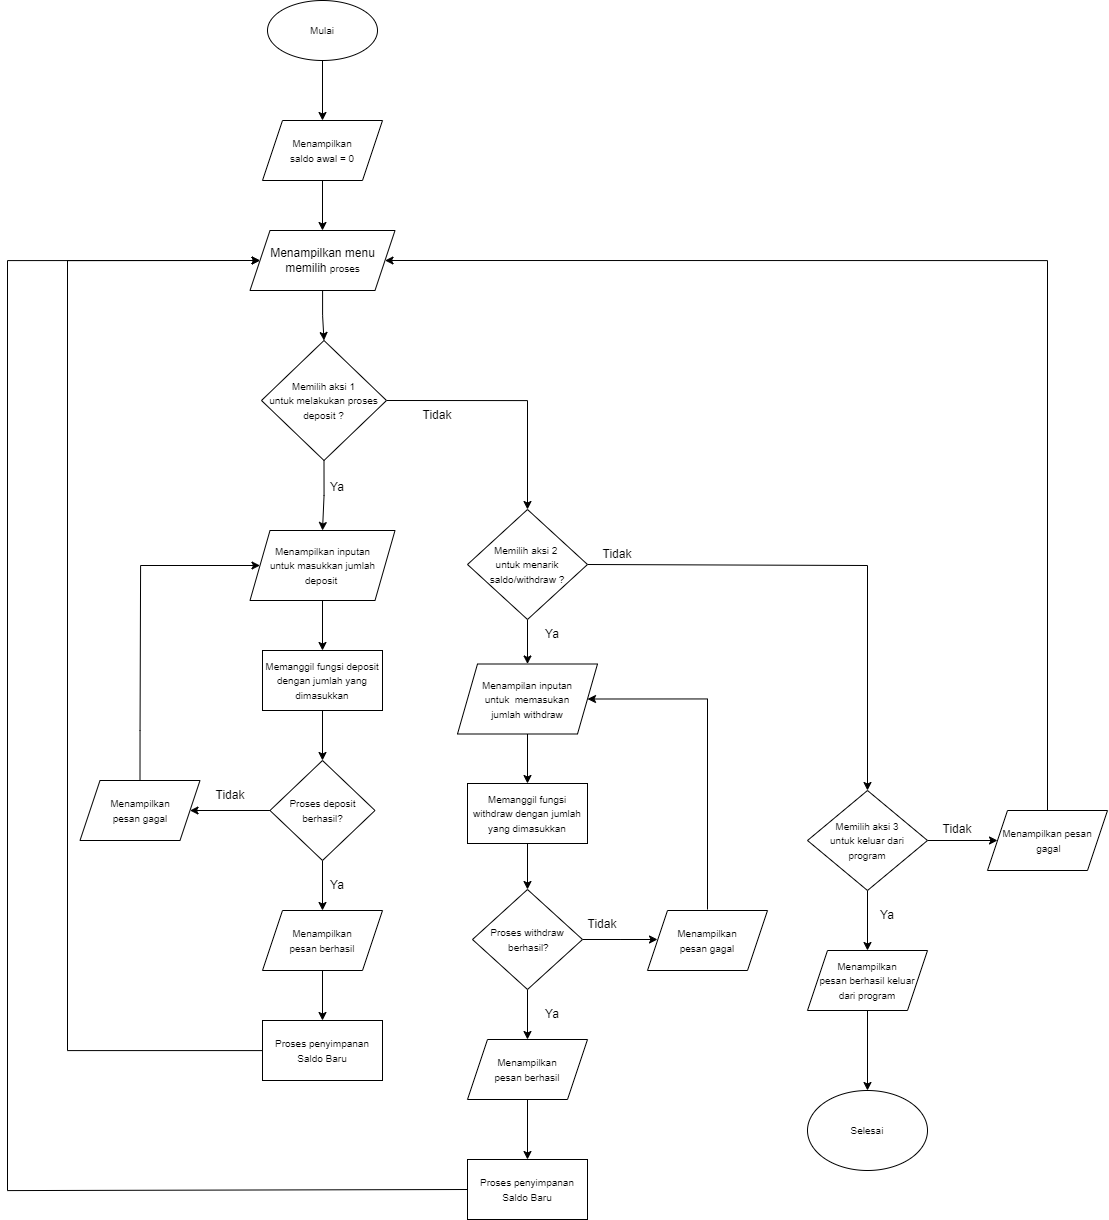 Mulai
Menampilkan
saldo awal = 0
Menampilkan menu
memilih proses
Memilih aksi 1
untuk melakukan proses
deposit ?
Tidak
Ya
Menampilkan inputan
untuk masukkan jumlah
deposit
Memanggil fungsi deposit
dengan jumlah yang
dimasukkan
Proses deposit
berhasil?
Tidak
Menampilkan
pesan gagal
Ya
Menampilkan
pesan berhasil
Proses penyimpanan
Saldo Baru
Memilih aksi 2
untuk menarik
saldo/withdraw ?
Tidak
Ya
Menampilan inputan
untuk  memasukan
jumlah withdraw
Memanggil fungsi
withdraw dengan jumlah
yang dimasukkan
Proses withdraw
berhasil?
Tidak
Menampilkan
pesan gagal
Ya
Menampilkan
pesan berhasil
Proses penyimpanan
Saldo Baru
Memilih aksi 3
untuk keluar dari
program
Tidak
Menampilkan pesan
gagal
Ya
Menampilkan
pesan berhasil keluar
dari program
Selesai